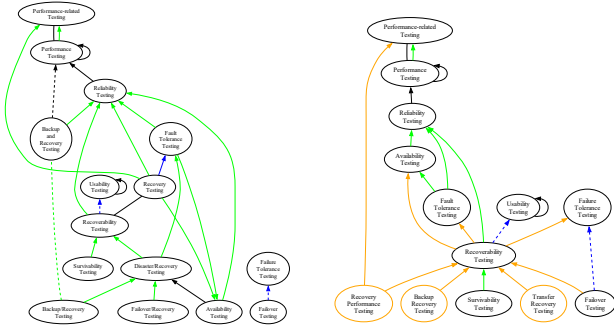 Performance-related
Testing
Performance
Testing
Reliability
Testing
Backup
and
Recovery Testing
Fault
Tolerance Testing
Usability
Testing
Recovery
Testing
Recoverability
Testing
Survivability
Testing
Disaster/Recovery
Testing
Failure
Tolerance Testing
Backup/Recovery
Testing
Failover/Recovery
Testing
Availability
Testing
Failover Testing
Performance-related
Testing
Performance
Testing
Reliability
Testing
Availability
Testing
Fault
Tolerance Testing
Usability
Testing
Failure
Tolerance Testing
Recoverability
Testing
Recovery
Performance Testing
Backup
Recovery Testing
Survivability
Testing
Transfer
Recovery Testing
Failover Testing